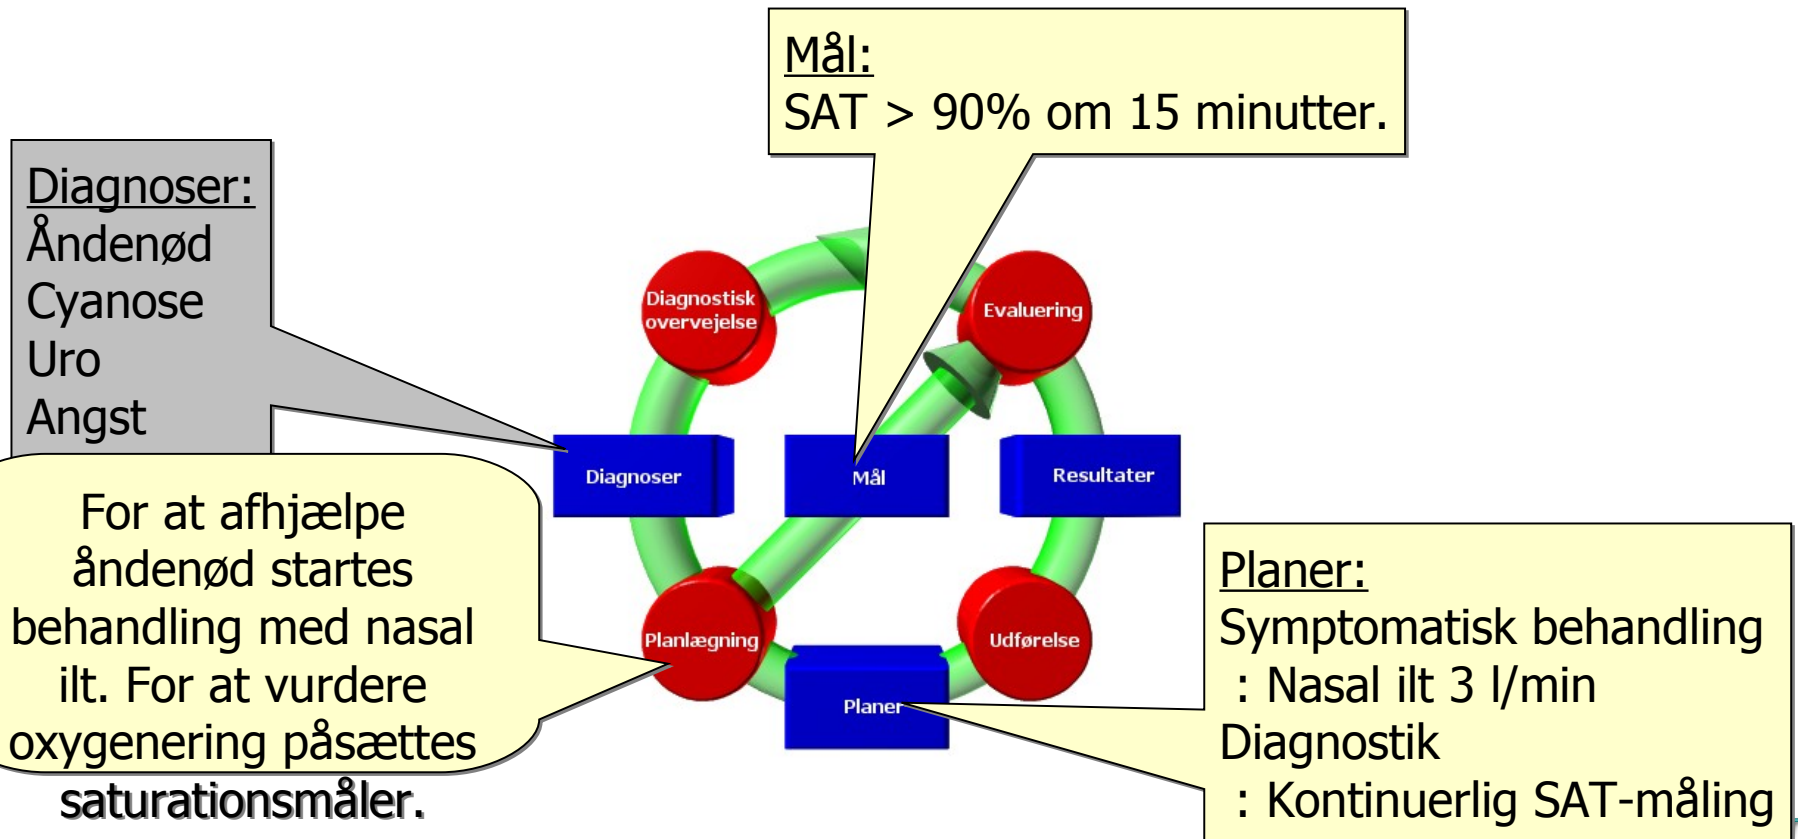 Mål:
SAT > 90% om 15 minutter.
Diagnoser:
Åndenød
Cyanose
Uro
Angst
Diagnostisk
overvejelse
Evaluering
Diagnoser
Mål
Resultater
For at afhjælpe
åndenød startes
behandling med nasal
ilt. For at vurdere
oxygenering påsættes
saturationsmåler.
Planlægning
Udførelse
Planer
Planer:
Symptomatisk behandling
: Nasal ilt 3 l/min
Diagnostik
: Kontinuerlig SAT-måling